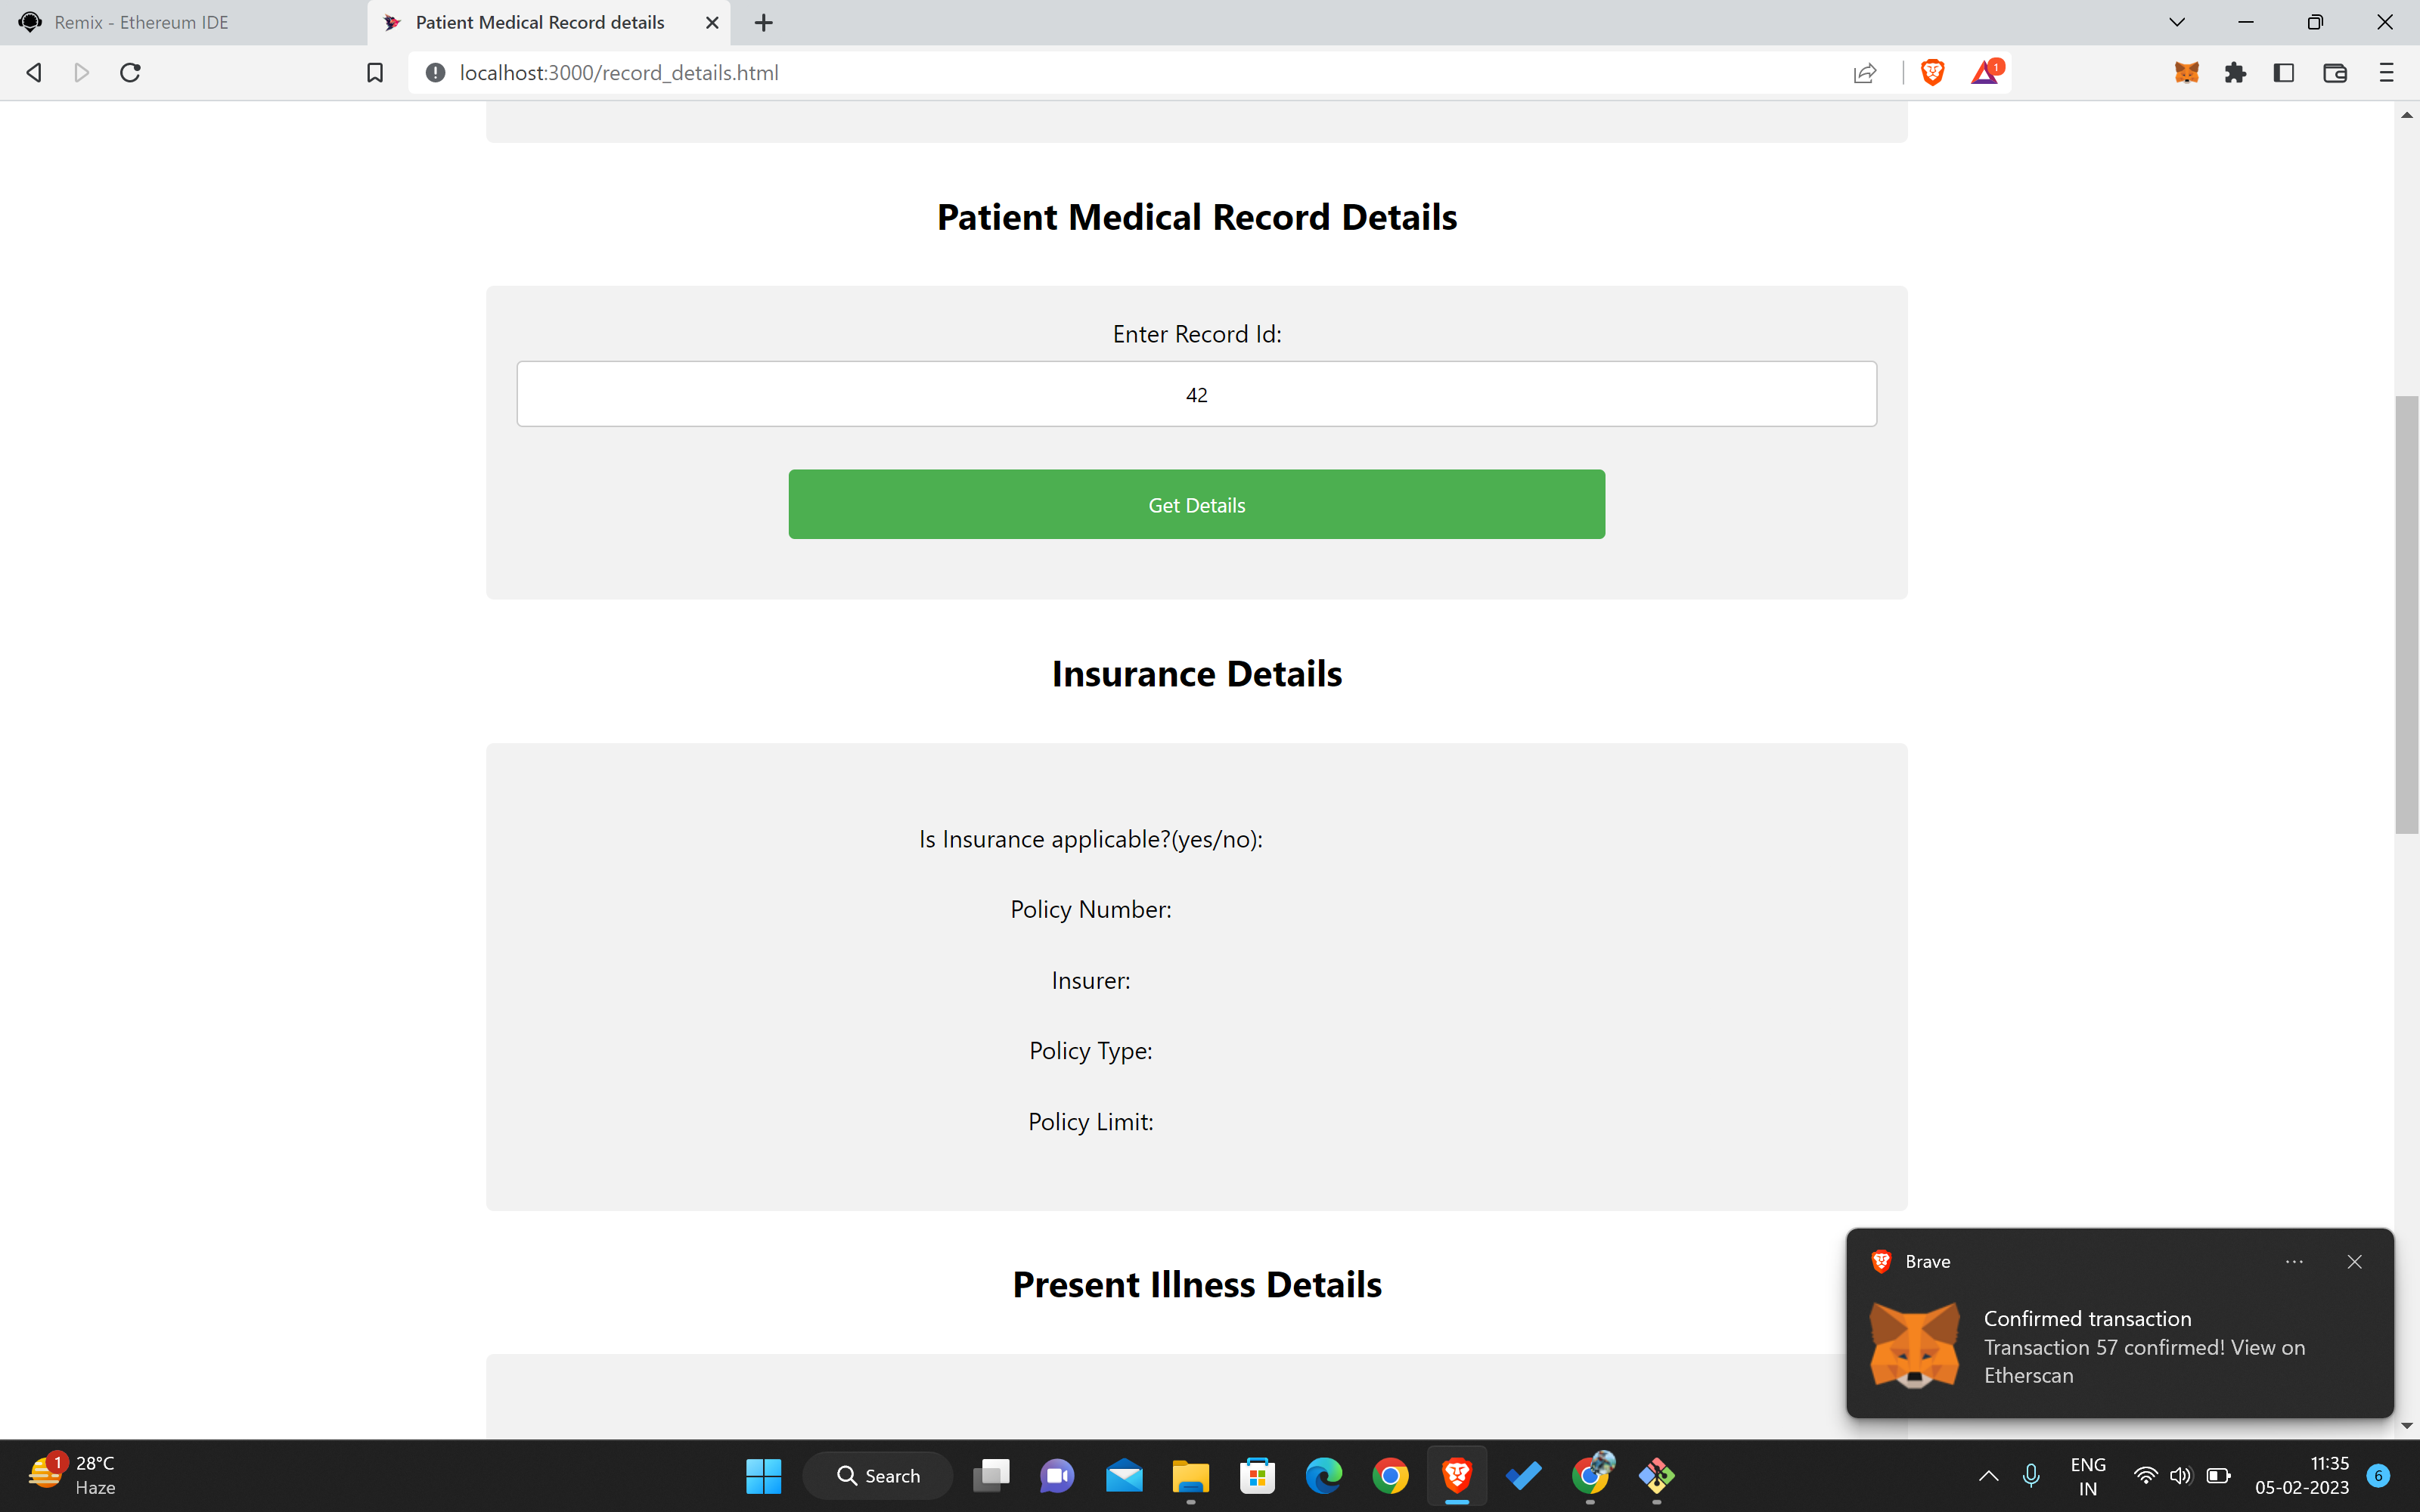 Remix - Ethereum IDE
Patient Medical Record details
localhost:3000/record_details.html
1
Patient Medical Record Details
Enter Record Id:
42
Get Details
Insurance Details
Is Insurance applicable?(yes/no):
Policy Number:
Insurer:
Policy Type:
Policy Limit:
Present Illness Details
Brave
Confirmed transaction
Transaction 57 confirmed! View on
Etherscan
1
28°C
Haze
Search
ENG
IN
11:35
05-02-2023
6